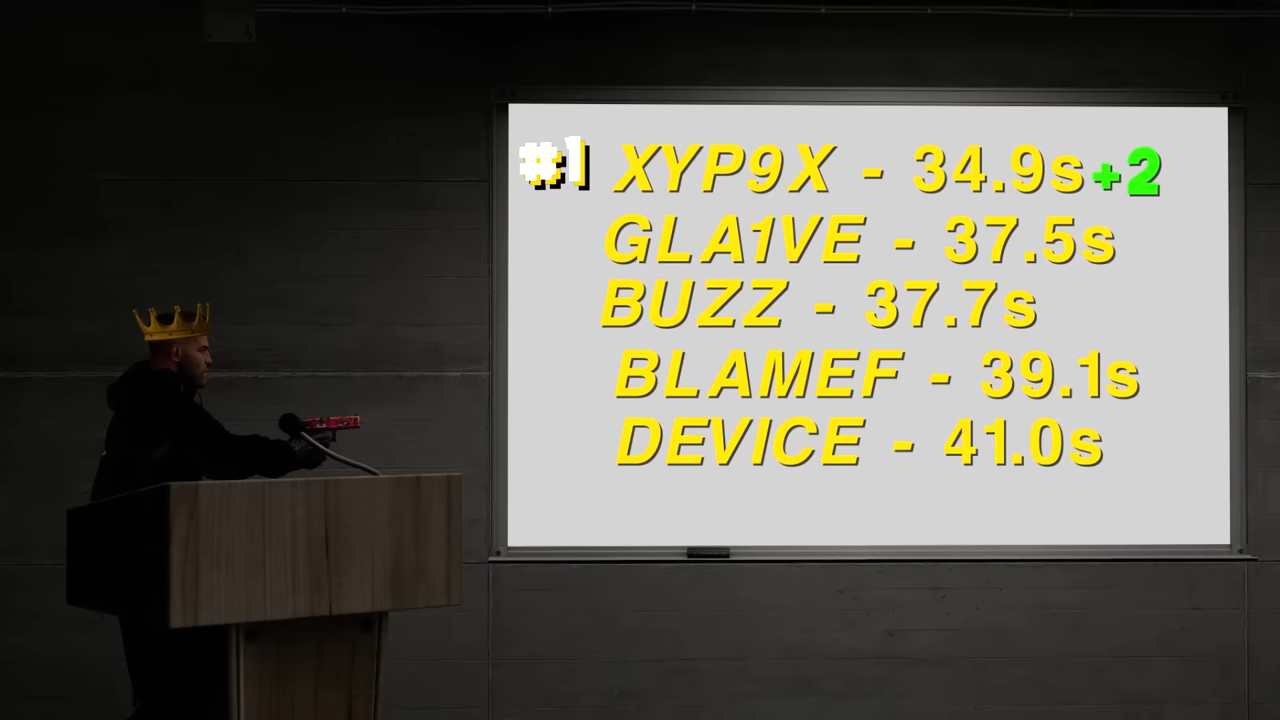 #1 XYP9X - 34.9s +2
GLA1VE - 37.5s
BUZZ - 37.7s
BLAMEF - 39.1s
DEVICE - 41.0s